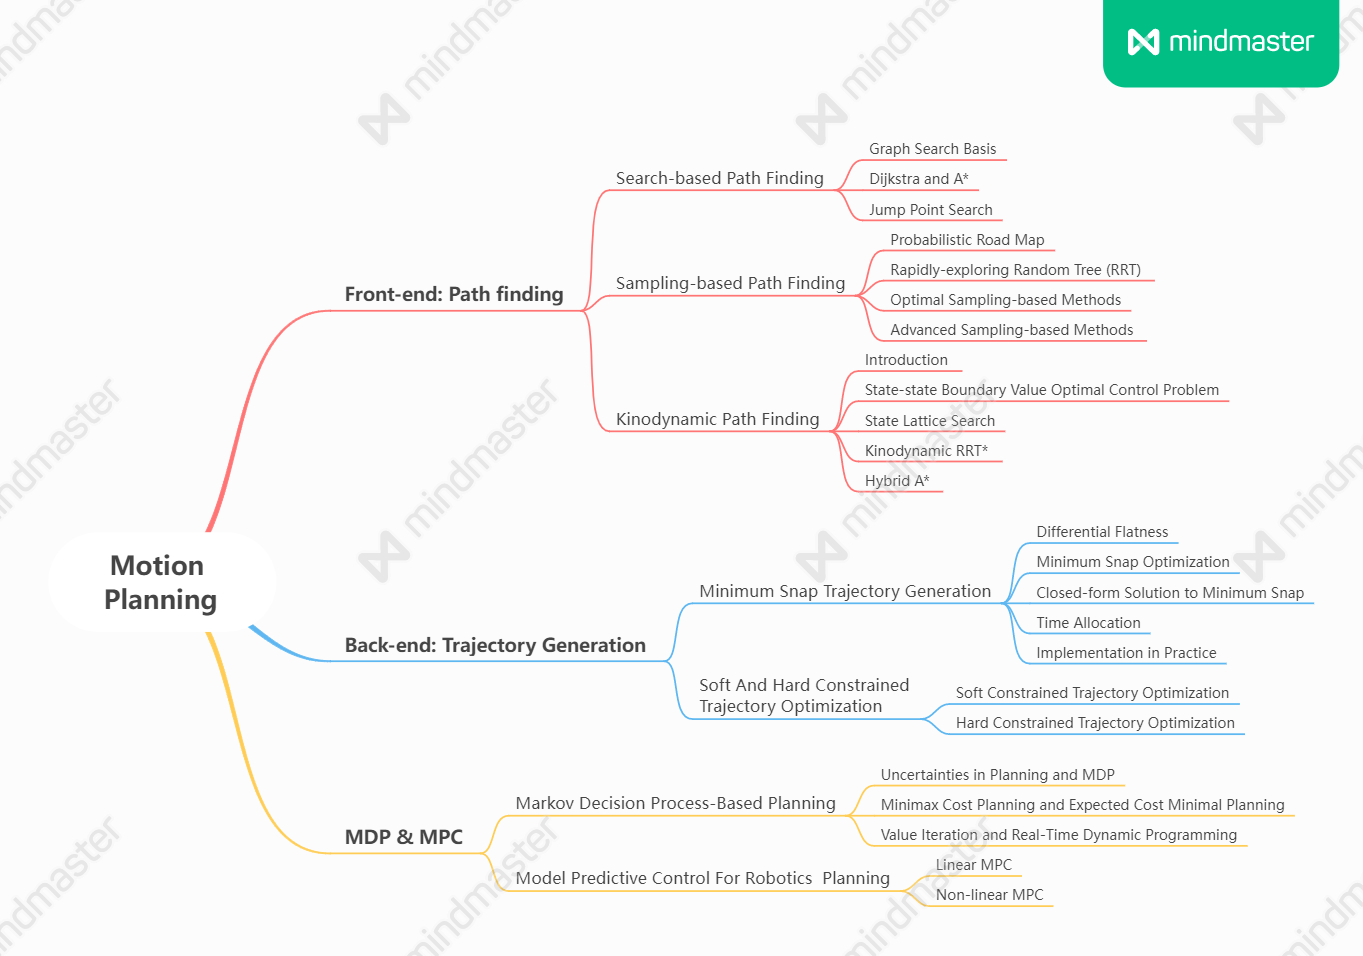 mindmaster
Motion
Planning
Front-end: Path finding
Search-based Path Finding
Graph Search Basis
Dijkstra and A*
Jump Point Search
Sampling-based Path Finding
Probabilistic Road Map
Rapidly-exploring Random Tree (RRT)
Optimal Sampling-based Methods
Advanced Sampling-based Methods
Kinodynamic Path Finding
Introduction
State-state Boundary Value Optimal Control Problem
State Lattice Search
Kinodynamic RRT*
Hybrid A*
Back-end: Trajectory Generation
Minimum Snap Trajectory Generation
Differential Flatness
Minimum Snap Optimization
Closed-form Solution to Minimum Snap
Time Allocation
Implementation in Practice
Soft And Hard Constrained
Trajectory Optimization
Soft Constrained Trajectory Optimization
Hard Constrained Trajectory Optimization
MDP & MPC
Markov Decision Process-Based Planning
Uncertainties in Planning and MDP
Minimax Cost Planning and Expected Cost Minimal Planning
Value Iteration and Real-Time Dynamic Programming
Model Predictive Control For Robotics  Planning
Linear MPC
Non-linear MPC